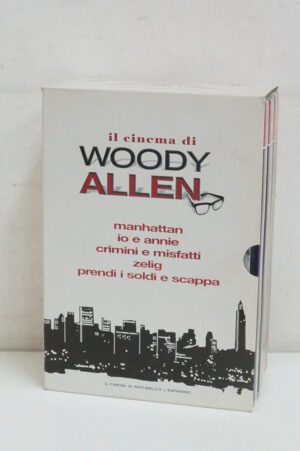 il cinema di
WOODY
ALLEN
manhattan
io e annie
crimini e misfatti
zelig
prendi i soldi e scappa
IL CINEMA DI REPUBBLICA-L'ESPRESSO